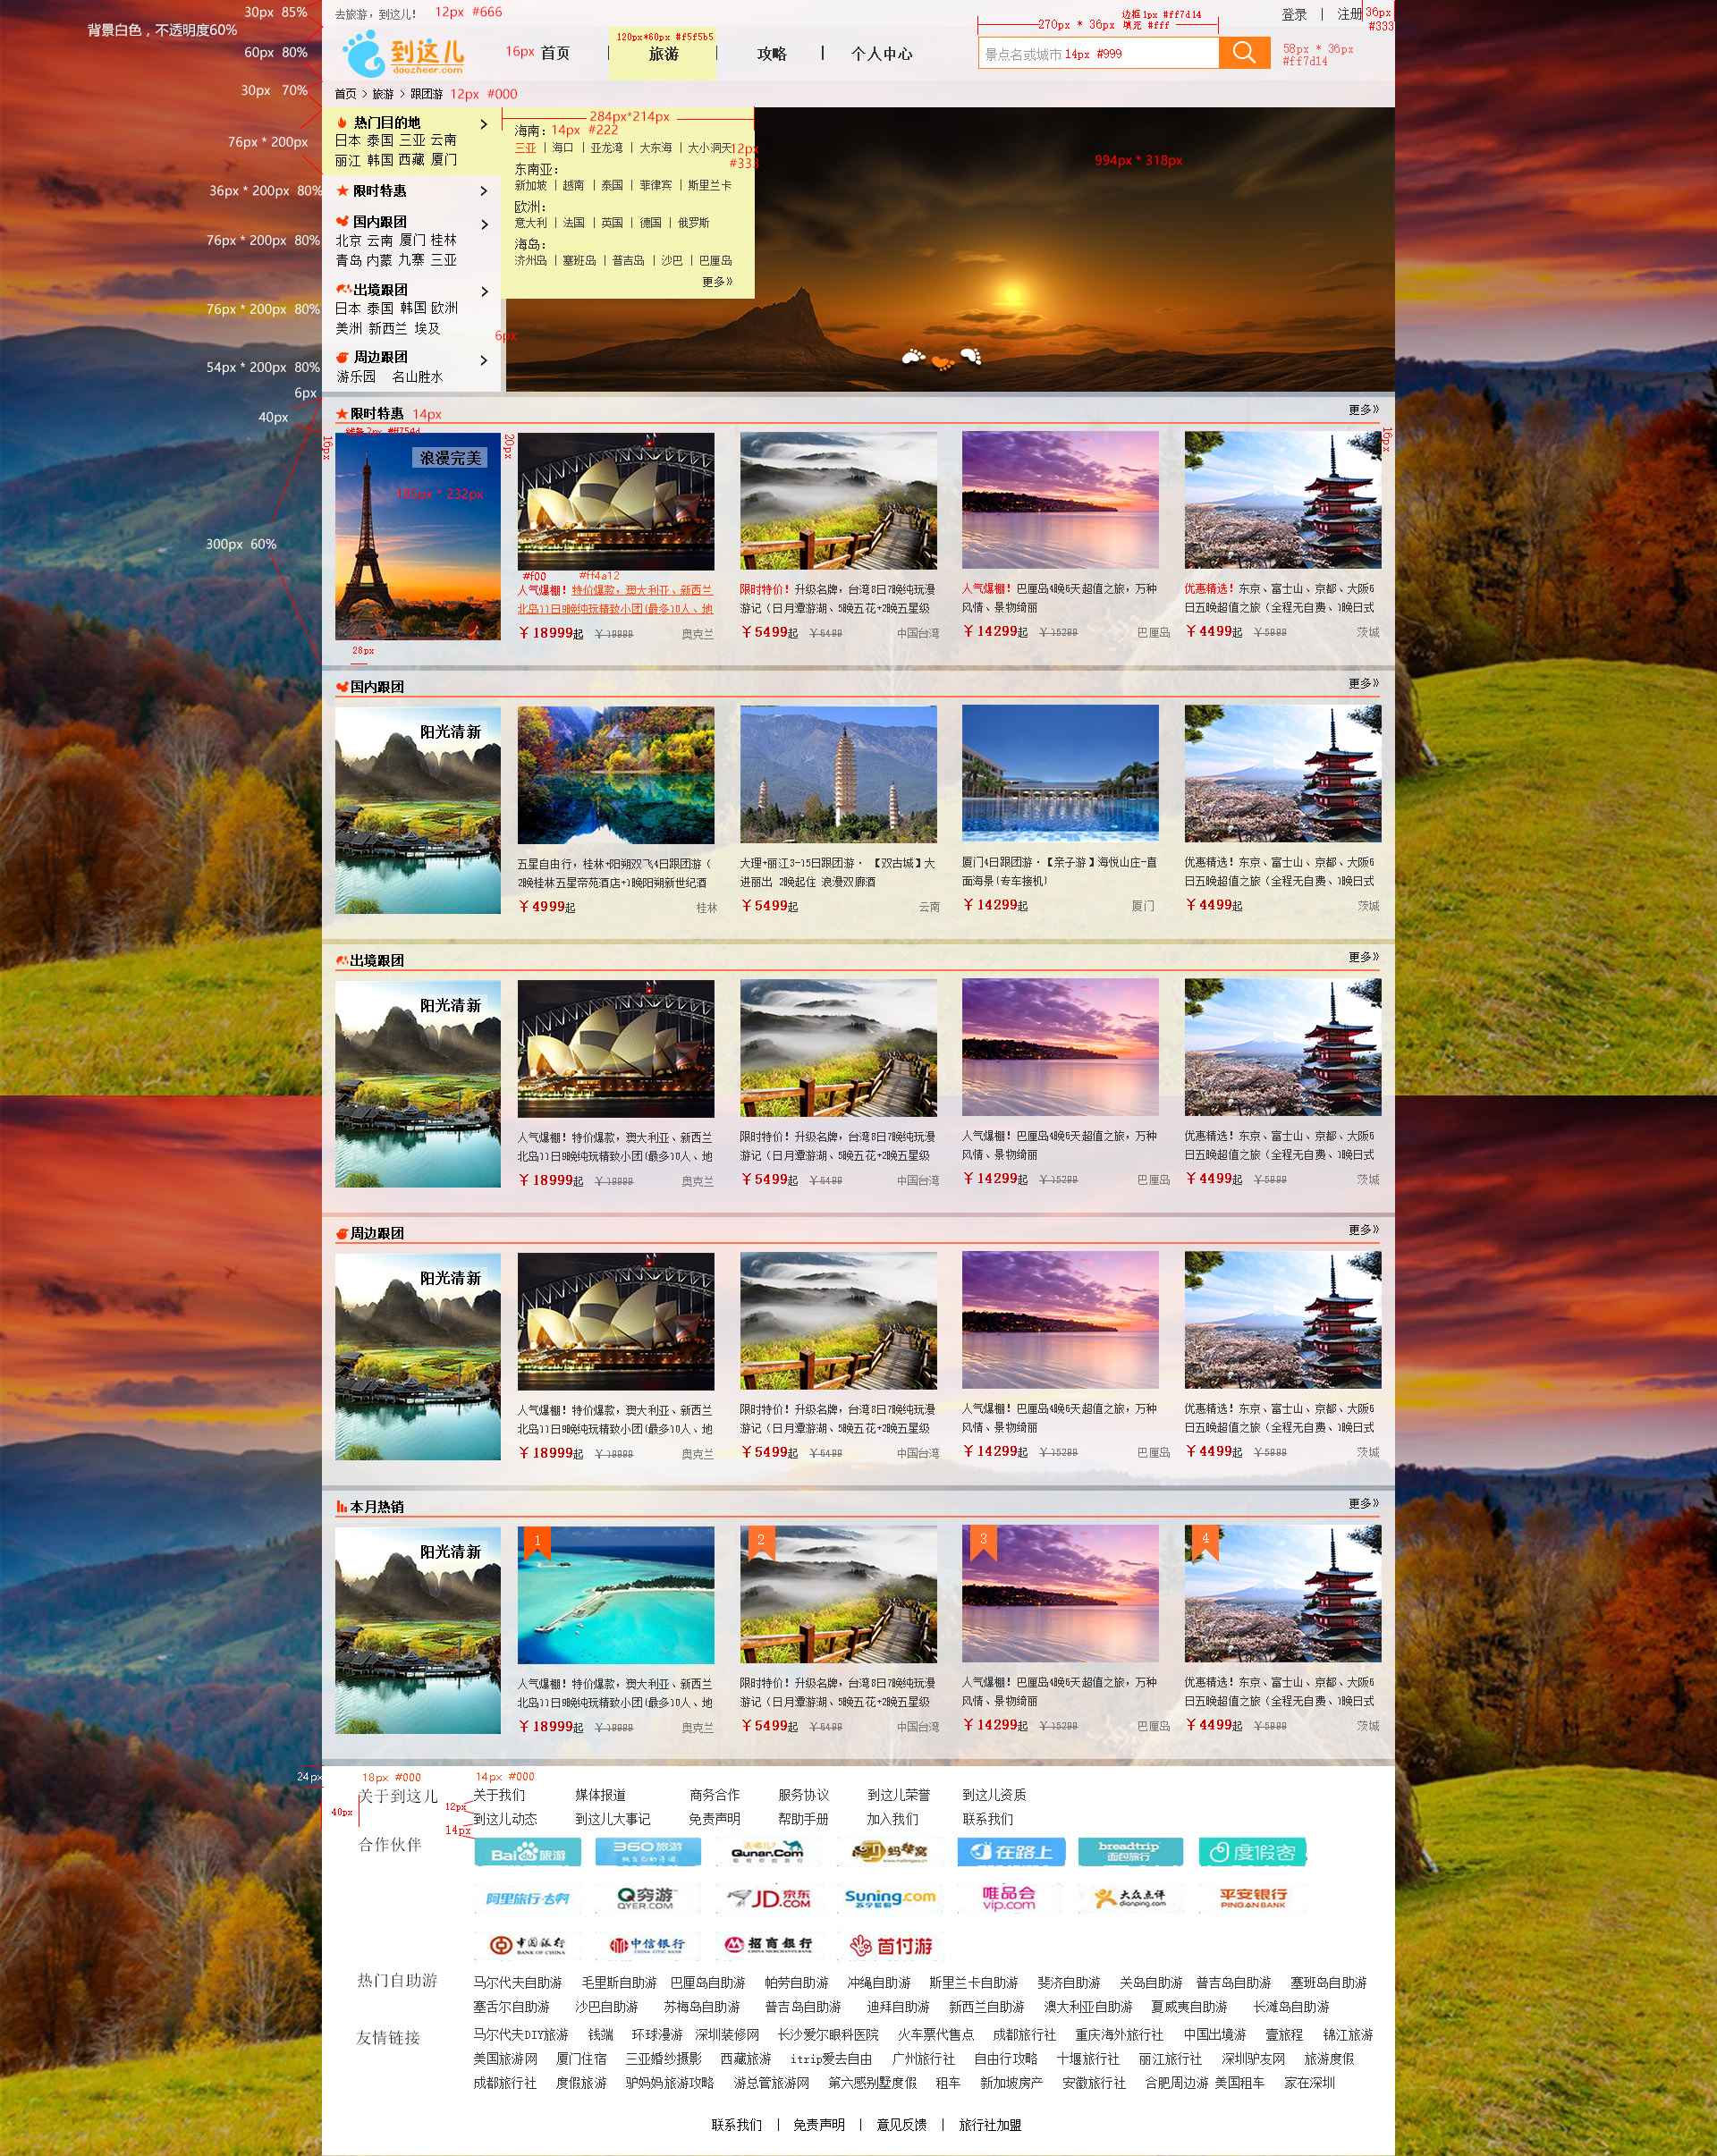 30px 85%
去旅游，到这儿!
12px #666
边框1px #ff7d14
登录 | 注册
36px
#333
背景白色，不透明度60%
270px * 36px 填充 #fff
60px 80%
到这儿
daozheer.com
16px
首页
120px*60px #f5f5b5
旅游
攻略
个人中心
景点名或城市
14px #999
58px * 36px
#ff7d14
30px 70%
首页 > 旅游 > 跟团游
12px #000
76px * 200px
热门目的地
日本 泰国 三亚 云南
丽江 韩国 西藏 厦门
284px*214px
海南：
14px #222
三亚 | 海口 | 亚龙湾 | 大东海 | 大小洞天
12px
#333
东南亚：
新加坡 | 越南 | 泰国 | 菲律宾 | 斯里兰卡
欧洲：
意大利 | 法国 | 英国 | 德国 | 俄罗斯
海岛：
济州岛 | 塞班岛 | 普吉岛 | 沙巴 | 巴厘岛
更多》
994px * 318px
36px * 200px 80%
限时特惠
76px * 200px 80%
国内跟团
北京 云南 厦门 桂林
青岛 内蒙 九寨 三亚
76px * 200px 80%
出境跟团
日本 泰国 韩国 欧洲
美洲 新西兰 埃及
6px
54px * 200px 80%
周边跟团
游乐园 名山胜水
6px
40px
限时特惠
14px
更多》
线条2px #ff754d
16px
20px
16px
浪漫完美
185px * 232px
300px 60%
28px
#f00
#ff4a12
人气爆棚！特价爆款，澳大利亚、新西兰
北岛11日9晚纯玩精致小团(最多10人、地
￥18999起 ￥19999 奥克兰
限时特价！升级名牌，台湾8日7晚纯玩漫
游记（日月潭游湖、5晚五花+2晚五星级
￥5499起 ￥6499 中国台湾
人气爆棚！巴厘岛4晚6天超值之旅，万种
风情、景物绮丽
￥14299起 ￥15299 巴厘岛
优惠精选！东京、富士山、京都、大阪6
日五晚超值之旅（全程无自费、1晚日式
￥4499起 ￥5999 茨城
国内跟团
更多》
阳光清新
五星自由行，桂林+阳朔双飞4日跟团游（
2晚桂林五星帝苑酒店+1晚阳朔新世纪酒
￥4999起 桂林
大理+丽江3-15日跟团游· 【双古城】大
进丽出 2晚起住 浪漫双廊酒
￥5499起 云南
厦门4日跟团游·【亲子游】海悦山庄-直
面海景(专车接机)
￥14299起 厦门
优惠精选！东京、富士山、京都、大阪6
日五晚超值之旅（全程无自费、1晚日式
￥4499起 茨城
出境跟团
更多》
阳光清新
人气爆棚！特价爆款，澳大利亚、新西兰
北岛11日9晚纯玩精致小团(最多10人、地
￥18999起 ￥19999 奥克兰
限时特价！升级名牌，台湾8日7晚纯玩漫
游记（日月潭游湖、5晚五花+2晚五星级
￥5499起 ￥6499 中国台湾
人气爆棚！巴厘岛4晚6天超值之旅，万种
风情、景物绮丽
￥14299起 ￥15299 巴厘岛
优惠精选！东京、富士山、京都、大阪6
日五晚超值之旅（全程无自费、1晚日式
￥4499起 ￥5999 茨城
周边跟团
更多》
阳光清新
人气爆棚！特价爆款，澳大利亚、新西兰
北岛11日9晚纯玩精致小团(最多10人、地
￥18999起 ￥19999 奥克兰
限时特价！升级名牌，台湾8日7晚纯玩漫
游记（日月潭游湖、5晚五花+2晚五星级
￥5499起 ￥6499 中国台湾
人气爆棚！巴厘岛4晚6天超值之旅，万种
风情、景物绮丽
￥14299起 ￥15299 巴厘岛
优惠精选！东京、富士山、京都、大阪6
日五晚超值之旅（全程无自费、1晚日式
￥4499起 ￥5999 茨城
本月热销
更多》
阳光清新
1
2
3
4
人气爆棚！特价爆款，澳大利亚、新西兰
北岛11日9晚纯玩精致小团(最多10人、地
￥18999起 ￥19999 奥克兰
限时特价！升级名牌，台湾8日7晚纯玩漫
游记（日月潭游湖、5晚五花+2晚五星级
￥5499起 ￥6499 中国台湾
人气爆棚！巴厘岛4晚6天超值之旅，万种
风情、景物绮丽
￥14299起 ￥15299 巴厘岛
优惠精选！东京、富士山、京都、大阪6
日五晚超值之旅（全程无自费、1晚日式
￥4499起 ￥5999 茨城
24px
18px #000
14px #000
关于到这儿
关于我们 媒体报道 商务合作 服务协议 到这儿荣誉 到这儿资质
40px
12px
到这儿动态 到这儿大事记 免责声明 帮助手册 加入我们 联系我们
14px
合作伙伴
Bai旅游 360旅游 去哪儿? Qunar.Com 蚂蜂窝 在路上 breadtrip 面包旅行 度假客
阿里旅行·去啊 穷游 QYER.COM JD.COM 京东 Suning.com 苏宁易购 唯品会 vip.com 大众点评 dianping.com 平安银行 PING AN BANK
中国银行 BANK OF CHINA 中信银行 CHINA CITIC BANK 招商银行 CHINA MERCHANTS BANK 首付游
热门自助游
马尔代夫自助游 毛里斯自助游 巴厘岛自助游 帕劳自助游 冲绳自助游 斯里兰卡自助游 斐济自助游 关岛自助游 普吉岛自助游 塞班岛自助游
塞舌尔自助游 沙巴自助游 苏梅岛自助游 普吉岛自助游 迪拜自助游 新西兰自助游 澳大利亚自助游 夏威夷自助游 长滩岛自助游
友情链接
马尔代夫DIY旅游 钱端 环球漫游 深圳装修网 长沙爱尔眼科医院 火车票代售点 成都旅行社 重庆海外旅行社 中国出境游 壹旅程 锦江旅游
美国旅游网 厦门住宿 三亚婚纱摄影 西藏旅游 itrip爱去自由 广州旅行社 自由行攻略 十堰旅行社 丽江旅行社 深圳驴友网 旅游度假
成都旅行社 度假旅游 驴妈妈旅游攻略 游总管旅游网 第六感别墅度假 租车 新加坡房产 安徽旅行社 合肥周边游 美国租车 家在深圳
联系我们 | 免责声明 | 意见反馈 | 旅行社加盟